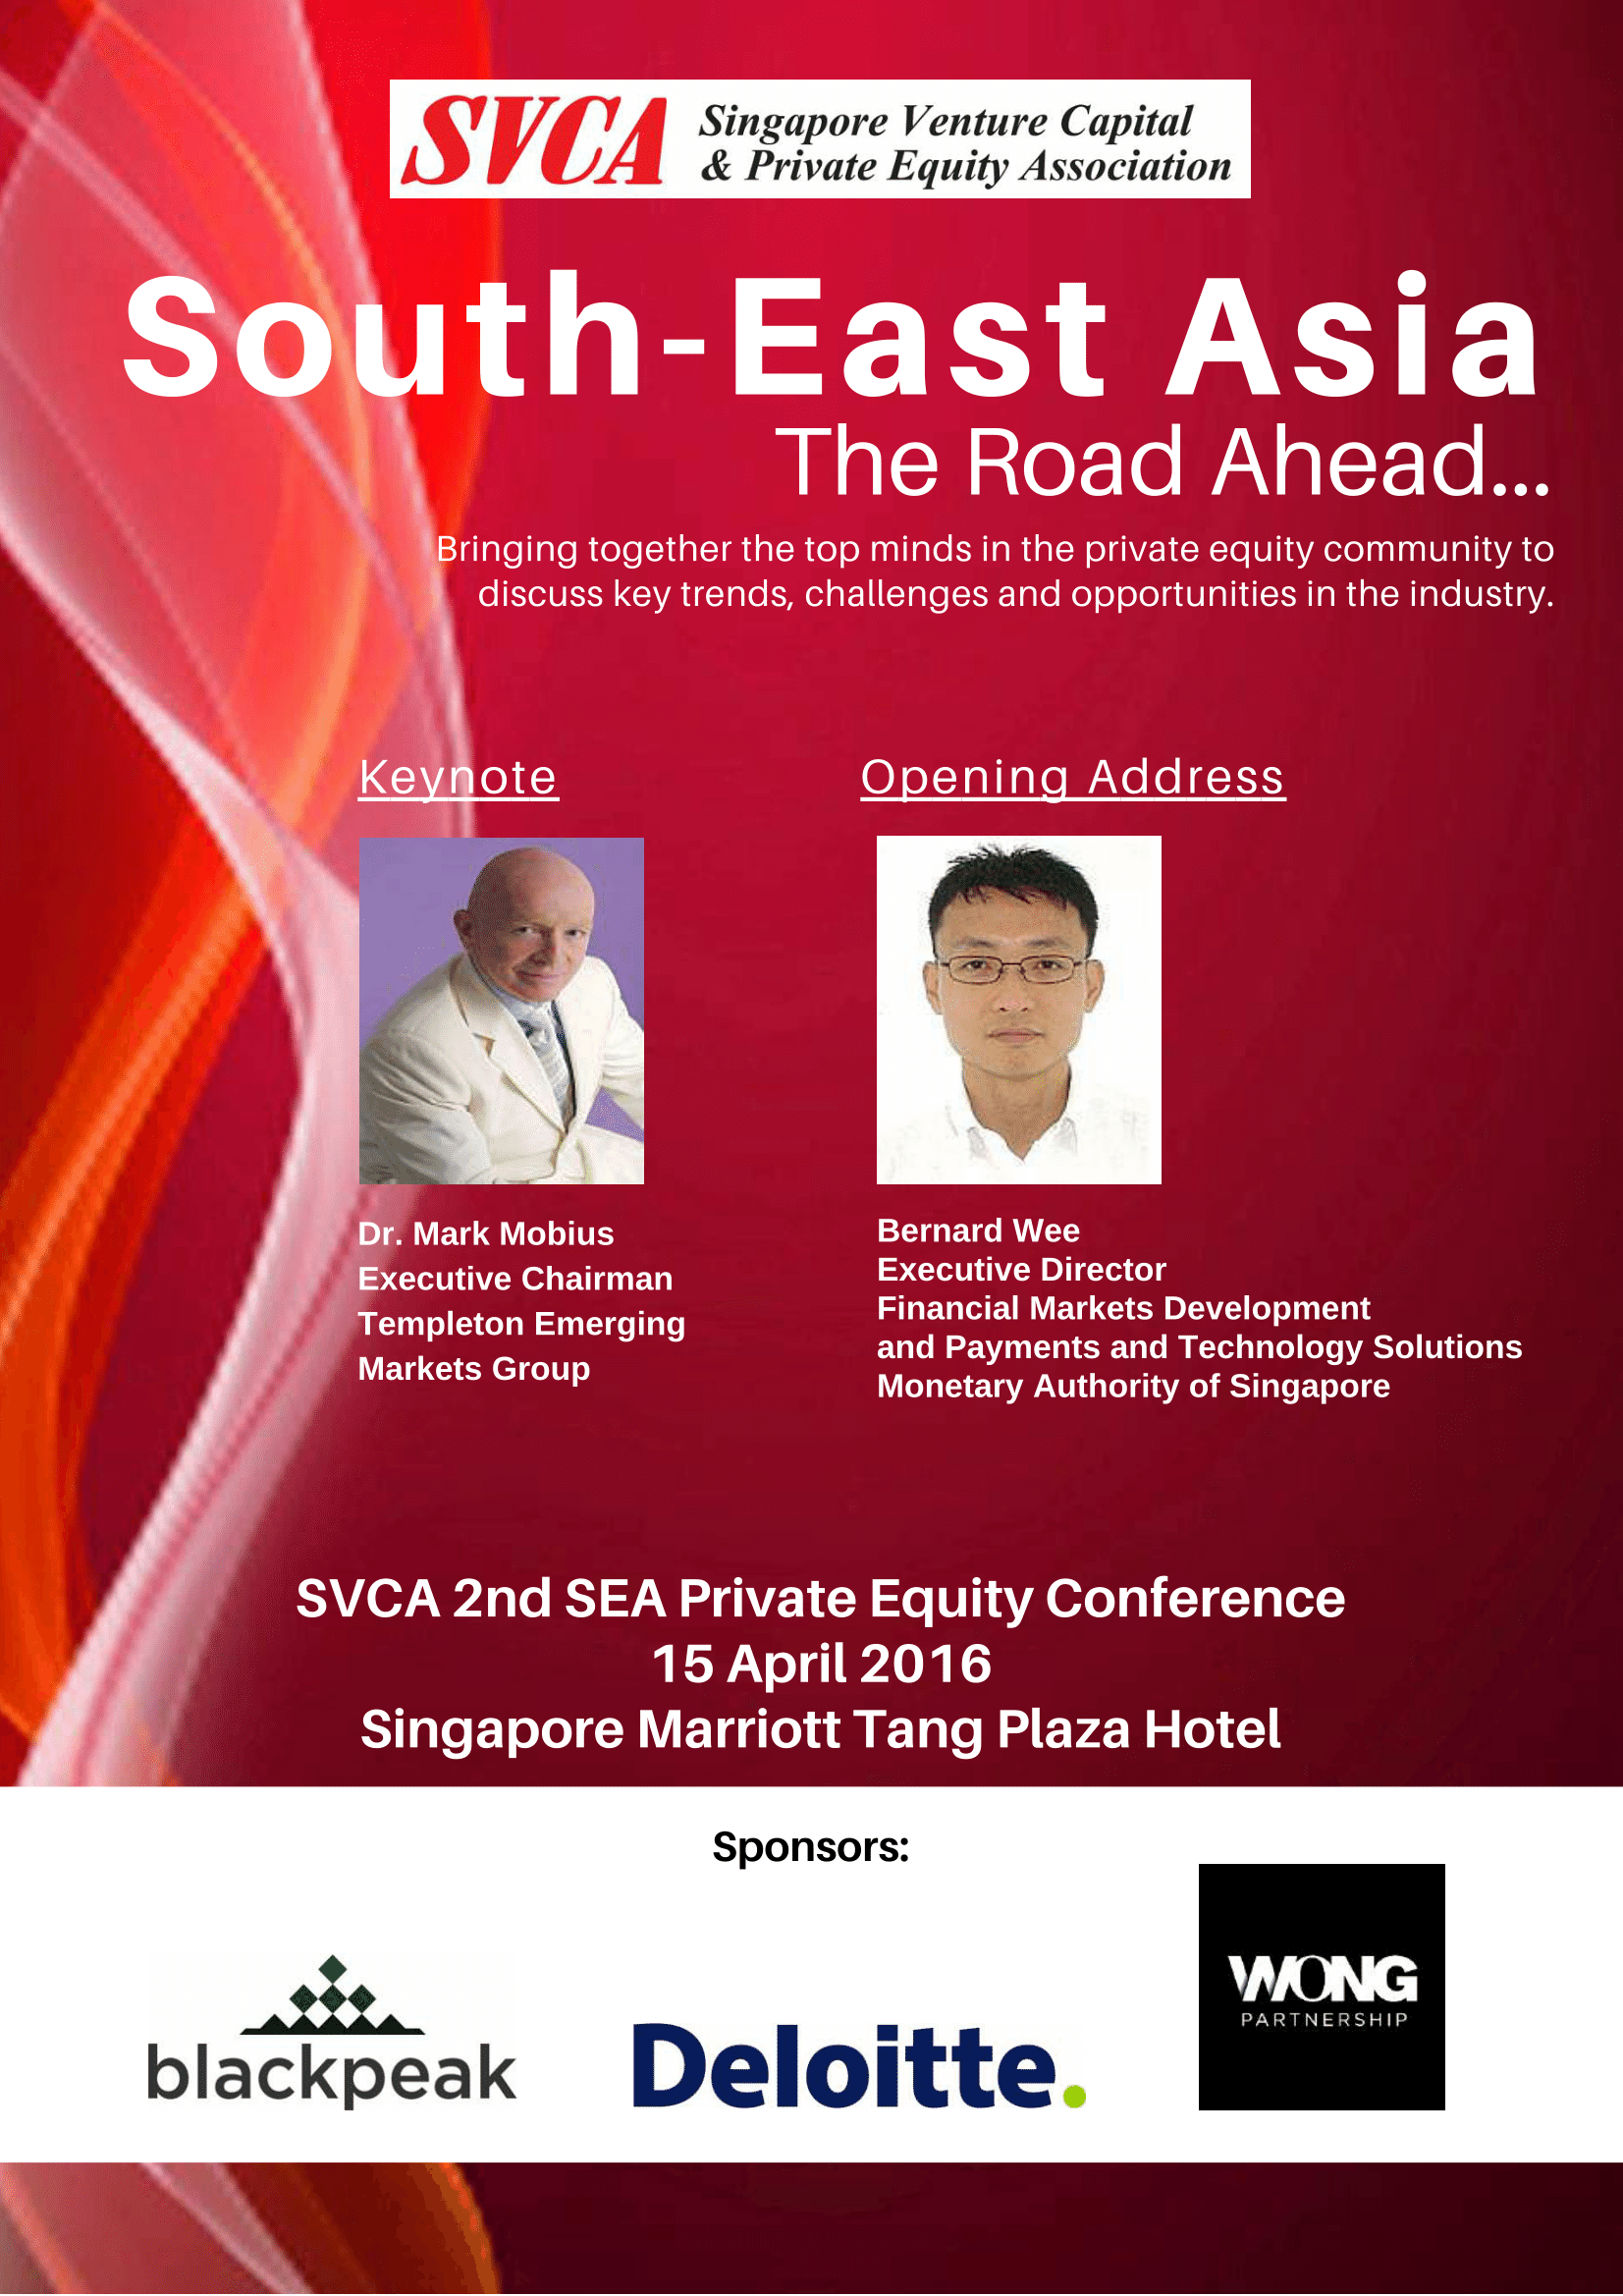 SVCA
Singapore Venture Capital
& Private Equity Association
South-East Asia
The Road Ahead...
Bringing together the top minds in the private equity community to
discuss key trends, challenges and opportunities in the industry.
Keynote
Dr. Mark Mobius
Executive Chairman
Templeton Emerging
Markets Group
Opening Address
Bernard Wee
Executive Director
Financial Markets Development
and Payments and Technology Solutions
Monetary Authority of Singapore
SVCA 2nd SEA Private Equity Conference
15 April 2016
Singapore Marriott Tang Plaza Hotel
Sponsors:
blackpeak
Deloitte.
WONG
PARTNERSHIP